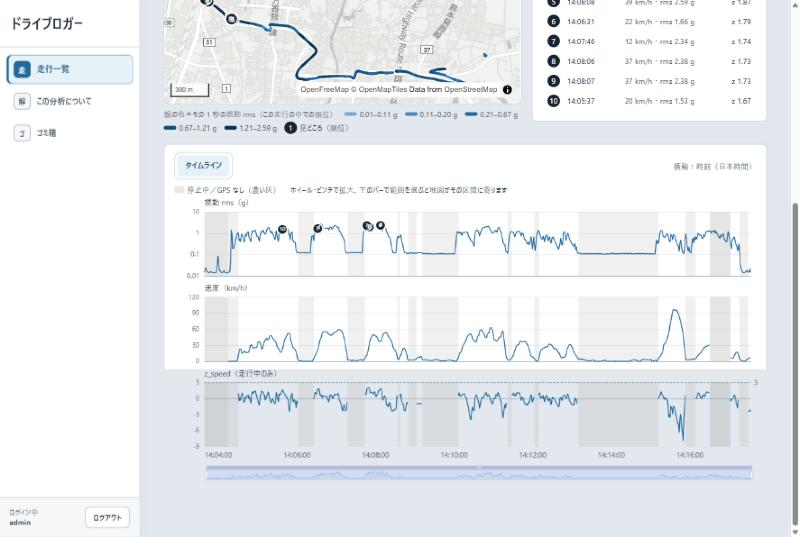 ドライブロガー
走 走行一覧
解 この分析について
ゴ ゴミ箱
ログイン中
admin
ログアウト
31
37
1
300 m
OpenFreeMap © OpenMapTiles Data from OpenStreetMap
線の色＝その 1 秒の振動 rms（この走行の中での順位） 0.01–0.11 g 0.11–0.20 g 0.21–0.67 g
0.67–1.21 g 1.21–2.59 g 1 見どころ（順位）
5 14:08:08 39 km/h・rms 2.59 g z 1.87
6 14:06:31 22 km/h・rms 1.66 g z 1.79
7 14:07:46 12 km/h・rms 2.34 g z 1.74
8 14:08:06 37 km/h・rms 2.38 g z 1.73
9 14:08:07 37 km/h・rms 2.38 g z 1.73
10 14:05:37 20 km/h・rms 1.53 g z 1.67
タイムライン
横軸：時刻（日本時間）
停止中／GPS なし（濃い灰） ホイール・ピンチで拡大、下のバーで範囲を選ぶと地図がその区間に寄ります
振動 rms（g）
10
1
0.1
0.01
速度（km/h）
120
90
60
30
0
z_speed（走行中のみ）
3
3
0
-3
-6
-9
14:04:00 14:06:00 14:08:00 14:10:00 14:12:00 14:14:00 14:16:00